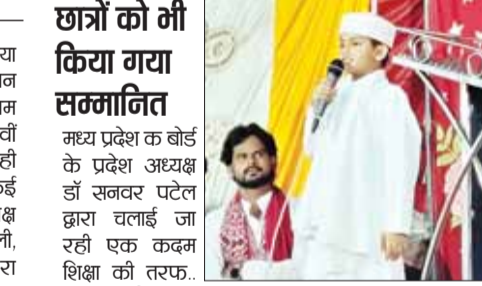 या
न
म
वीं
ही
क्ष
ली,
रा
छात्रों को भी
किया गया
सम्मानित
मध्य प्रदेश क बोर्ड
के प्रदेश अध्यक्ष
डॉ सनवर पटेल
द्वारा चलाई जा
रही एक कदम
शिक्षा की तरफ..